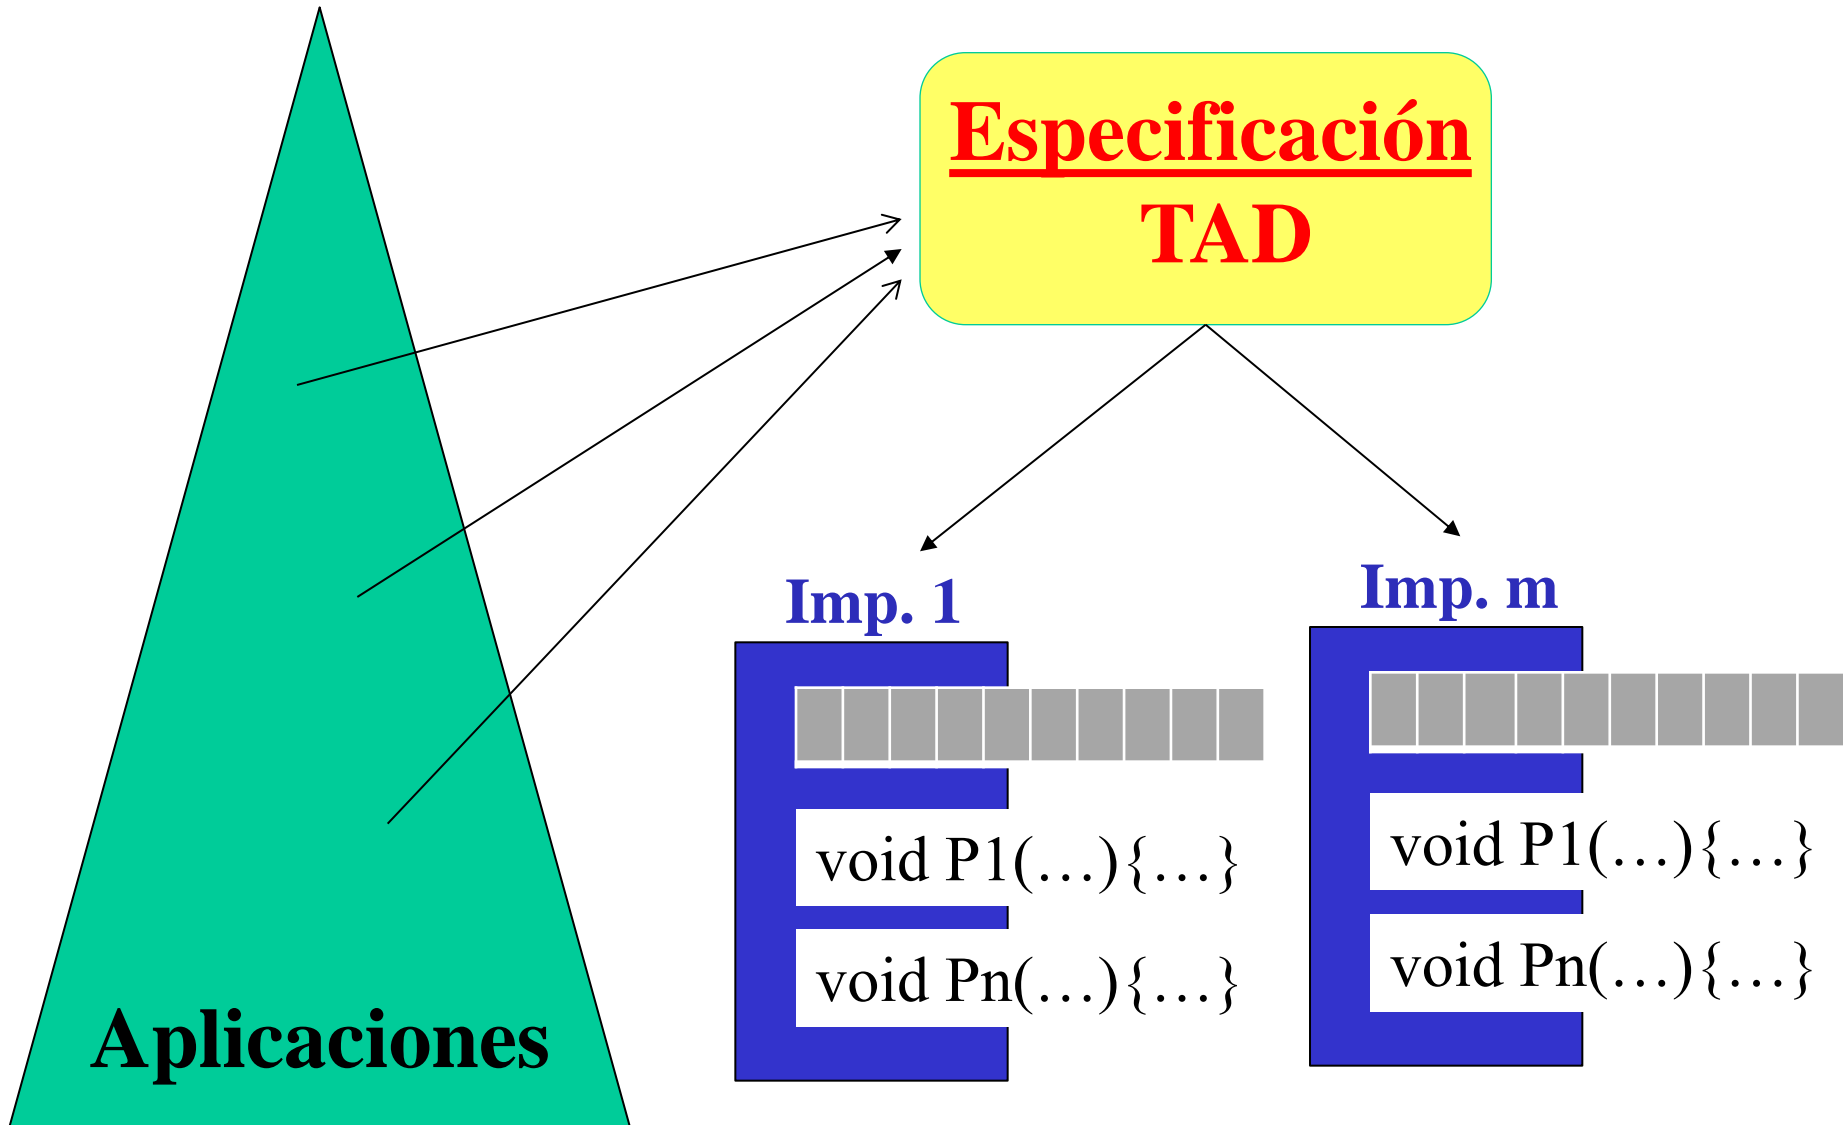 Especificación
TAD
Imp. 1
Imp. m
void P1(…){…}
void Pn(…){…}
void P1(…){…}
void Pn(…){…}
Aplicaciones